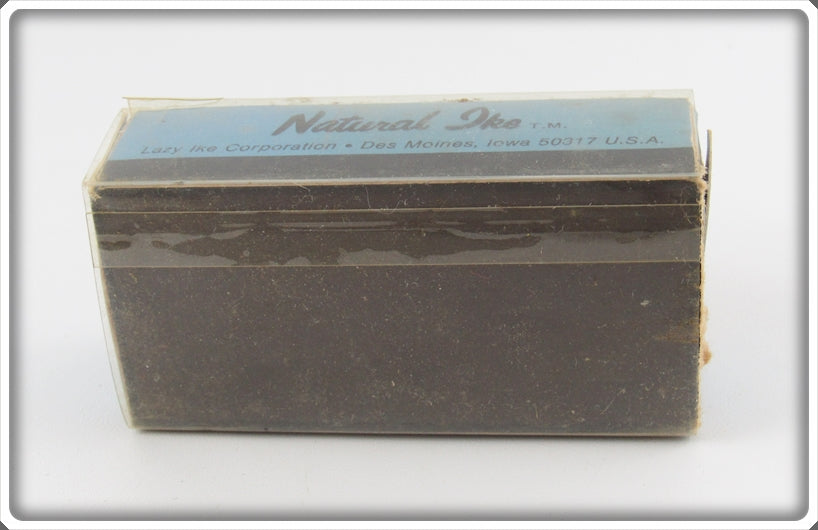 Natural Ike T.M.
Lazy Ike Corporation • Des Moines, Iowa 50317 U.S.A.